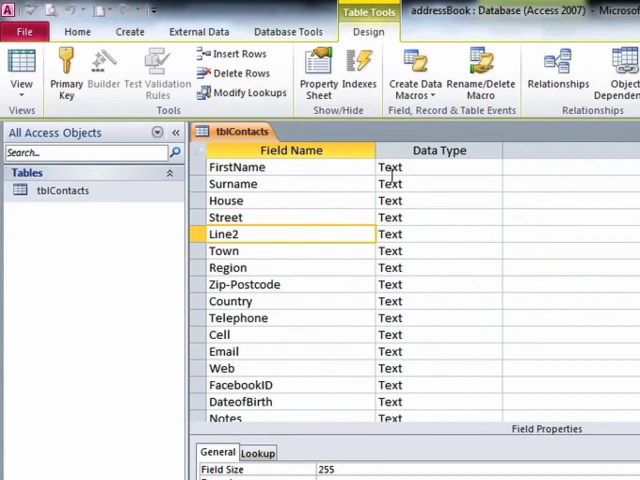 Table Tools
addressBook : Database (Access 2007) - Microsof
File Home Create External Data Database Tools Design
View
Primary Key
Builder
Test Validation Rules
Insert Rows
Delete Rows
Modify Lookups
Property Sheet
Indexes
Create Data Macros
Rename/Delete Macro
Relationships
Object
Dependen
Views Tools Show/Hide Field, Record & Table Events Relationships
All Access Objects
Search...
Tables
tblContacts
tblContacts
Field Name Data Type
FirstName Text
Surname Text
House Text
Street Text
Line2 Text
Town Text
Region Text
Zip-Postcode Text
Country Text
Telephone Text
Cell Text
Email Text
Web Text
FacebookID Text
DateofBirth Text
Notes Text
Field Properties
General Lookup
Field Size 255